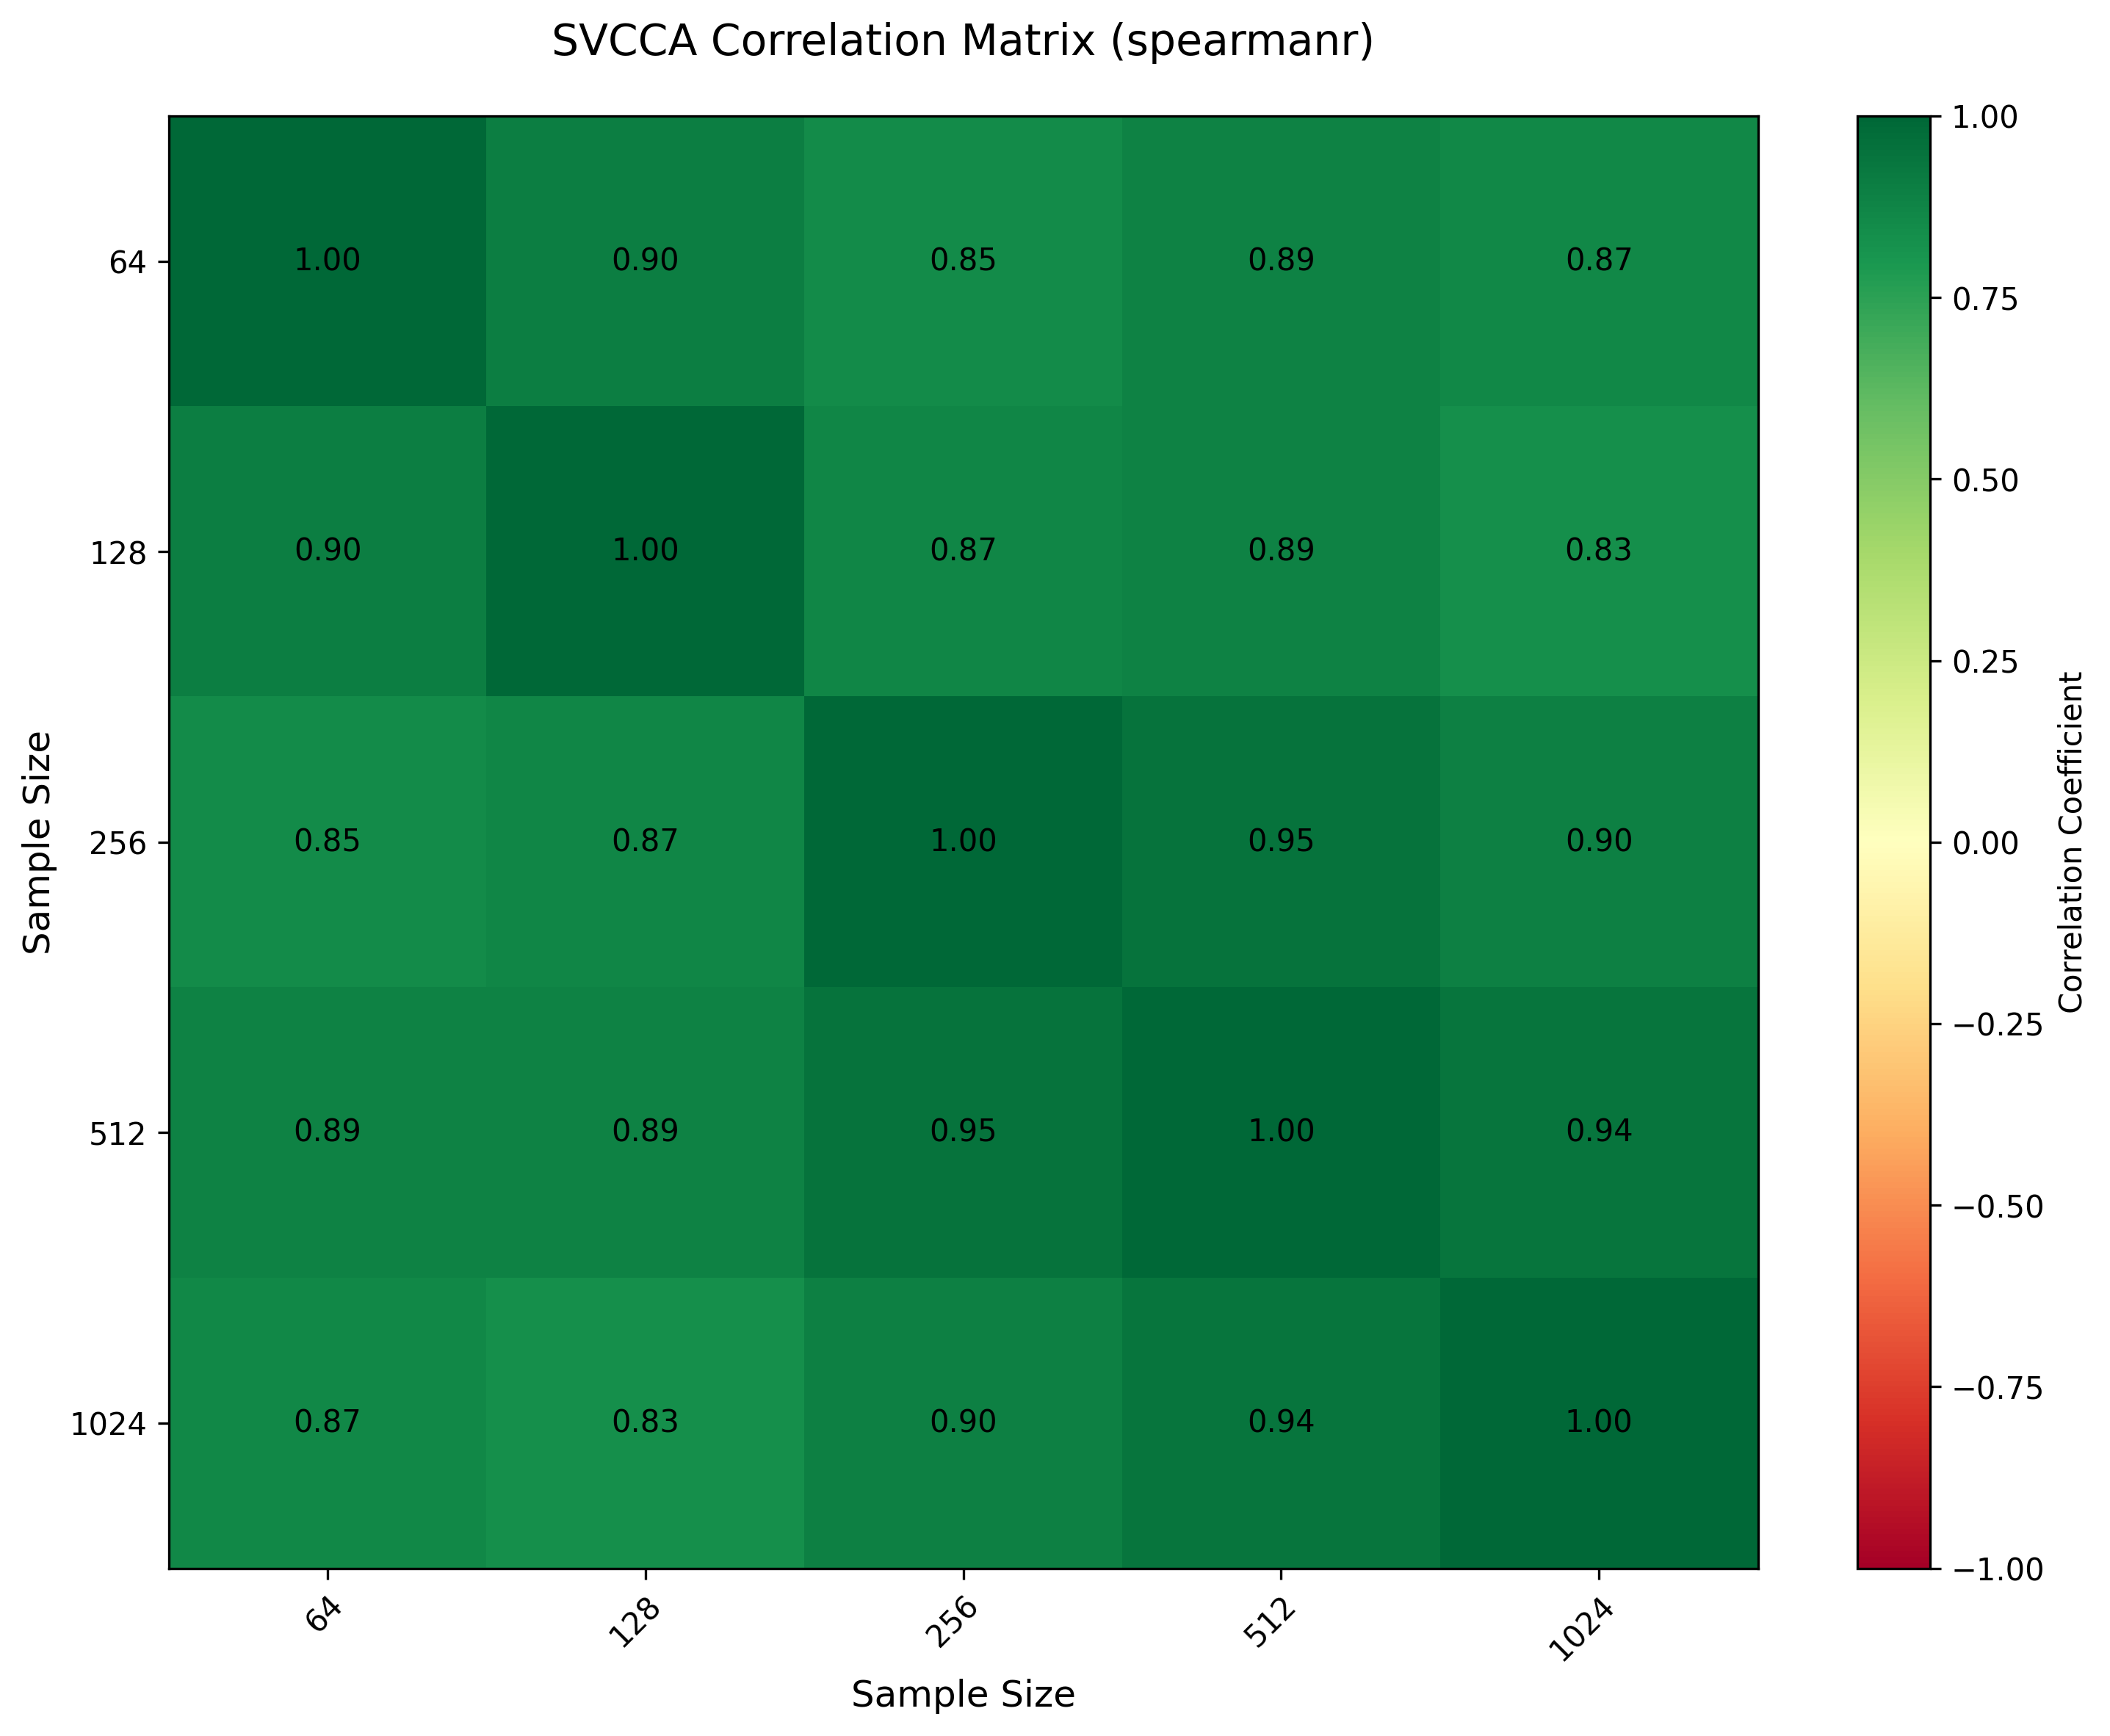 SVCCA Correlation Matrix (spearmanr)
64 1.00 0.90 0.85 0.89 0.87
128 0.90 1.00 0.87 0.89 0.83
256 0.85 0.87 1.00 0.95 0.90
512 0.89 0.89 0.95 1.00 0.94
1024 0.87 0.83 0.90 0.94 1.00
Sample Size
64 128 256 512 1024
Sample Size
1.00
0.75
0.50
0.25
0.00
−0.25
−0.50
−0.75
−1.00
Correlation Coefficient